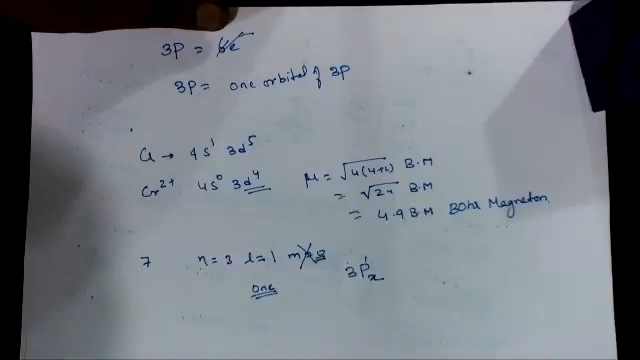 3P = 6e
3P = one orbital of 3P
Cr → 4S¹ 3d⁵
Cr²⁺ 4S⁰ 3d⁴ μ = √4(4+2) B.M
= √24 B.M
= 4.9 B.M Bohr Magneton.
7 n=3 l=1 3P¹x
one